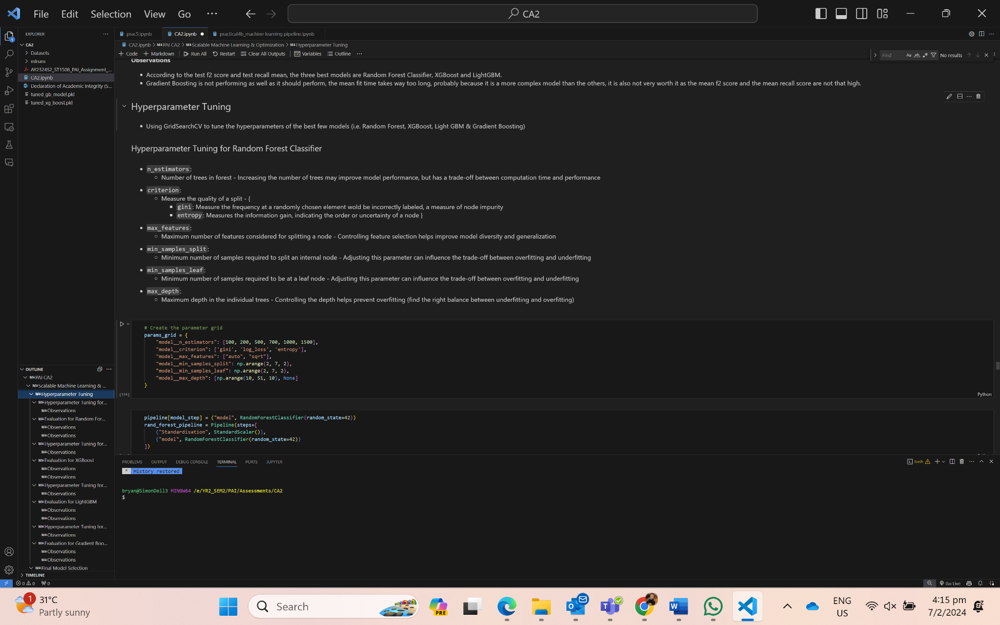 File Edit Selection View Go ··· CA2
EXPLORER
CA2
Datasets
mlruns
AY2324S2_ST1508_PAI_Assignment_...
CA2.ipynb
Declaration of Academic Integrity (S...
tuned_gb_model.pkl
tuned_xg_boost.pkl
prac5.ipynb CA2.ipynb practical4b_machine learning pipeline.ipynb
CA2.ipynb > M↓PAI CA2 > M↓Scalable Machine Learning & Optimization > M↓Hyperparameter Tuning
+ Code + Markdown Run All Restart Clear All Outputs Variables Outline ···
Find Aa ab No results
Observations
• According to the test f2 score and test recall mean, the three best models are Random Forest Classifier, XGBoost and LightGBM.
• Gradient Boosting is not performing as well as it should perform, the mean fit time takes way too long, probably because it is a more complex model than the others, it is also not very worth it as the mean f2 score and the mean recall score are not that high.
Hyperparameter Tuning
• Using GridSearchCV to tune the hyperparameters of the best few models (i.e. Random Forest, XGBoost, Light GBM & Gradient Boosting)
Hyperparameter Tuning for Random Forest Classifier
• n_estimators:
○ Number of trees in forest - Increasing the number of trees may improve model performance, but has a trade-off between computation time and performance
• criterion:
○ Measure the quality of a split - {
▪ gini: Measure the frequency at a randomly chosen element wold be incorrectly labeled, a measure of node impurity
▪ entropy: Measures the information gain, indicating the order or uncertainty of a node }
• max_features:
○ Maximum number of features considered for splitting a node - Controlling feature selection helps improve model diversity and generalization
• min_samples_split:
○ Minimum number of samples required to split an internal node - Adjusting this parameter can influence the trade-off between overfitting and underfitting
• min_samples_leaf:
○ Minimum number of samples required to be at a leaf node - Adjusting this parameter can influence the trade-off between overfitting and underfitting
• max_depth:
○ Maximum depth in the individual trees - Controlling the depth helps prevent overfitting (find the right balance between underfitting and overfitting)
# Create the parameter grid
params_grid = {
"model__n_estimators": [100, 200, 500, 700, 1000, 1500],
"model__criterion": ['gini', 'log_loss', 'entropy'],
"model__max_features": ["auto", "sqrt"],
"model__min_samples_split": np.arange(2, 7, 2),
"model__min_samples_leaf": np.arange(2, 7, 2),
"model__max_depth": [np.arange(10, 51, 10), None]
}
[114] Python
pipeline[model_step] = ("model", RandomForestClassifier(random_state=42))
rand_forest_pipeline = Pipeline(steps=[
("Standardisation", StandardScaler()),
("model", RandomForestClassifier(random_state=42))
])
OUTLINE
M↓PAI CA2
M↓Scalable Machine Learning & ...
M↓Hyperparameter Tuning
M↓Hyperparameter Tuning for...
M↓Observations
M↓Evaluation for Random For...
M↓Observations
M↓Observations
M↓Hyperparameter Tuning for...
M↓Observations
M↓Evaluation for XGBoost
M↓Observations
M↓Observations
M↓Hyperparameter Tuning for...
M↓Observations
M↓Evaluation for LightGBM
M↓Observations
M↓Observations
M↓Hyperparameter Tuning for...
M↓Observations
M↓Evaluation for Gradient Boo...
M↓Observations
M↓Observations
M↓Final Model Selection
TIMELINE
PROBLEMS OUTPUT DEBUG CONSOLE TERMINAL PORTS JUPYTER
bash
* History restored
bryan@SimonDell3 MINGW64 /e/YR2_SEM2/PAI/Assessments/CA2
$
0 0 0
Go Live
1 31°C
Partly sunny
Search
PRE
ENG
US
4:15 pm
7/2/2024